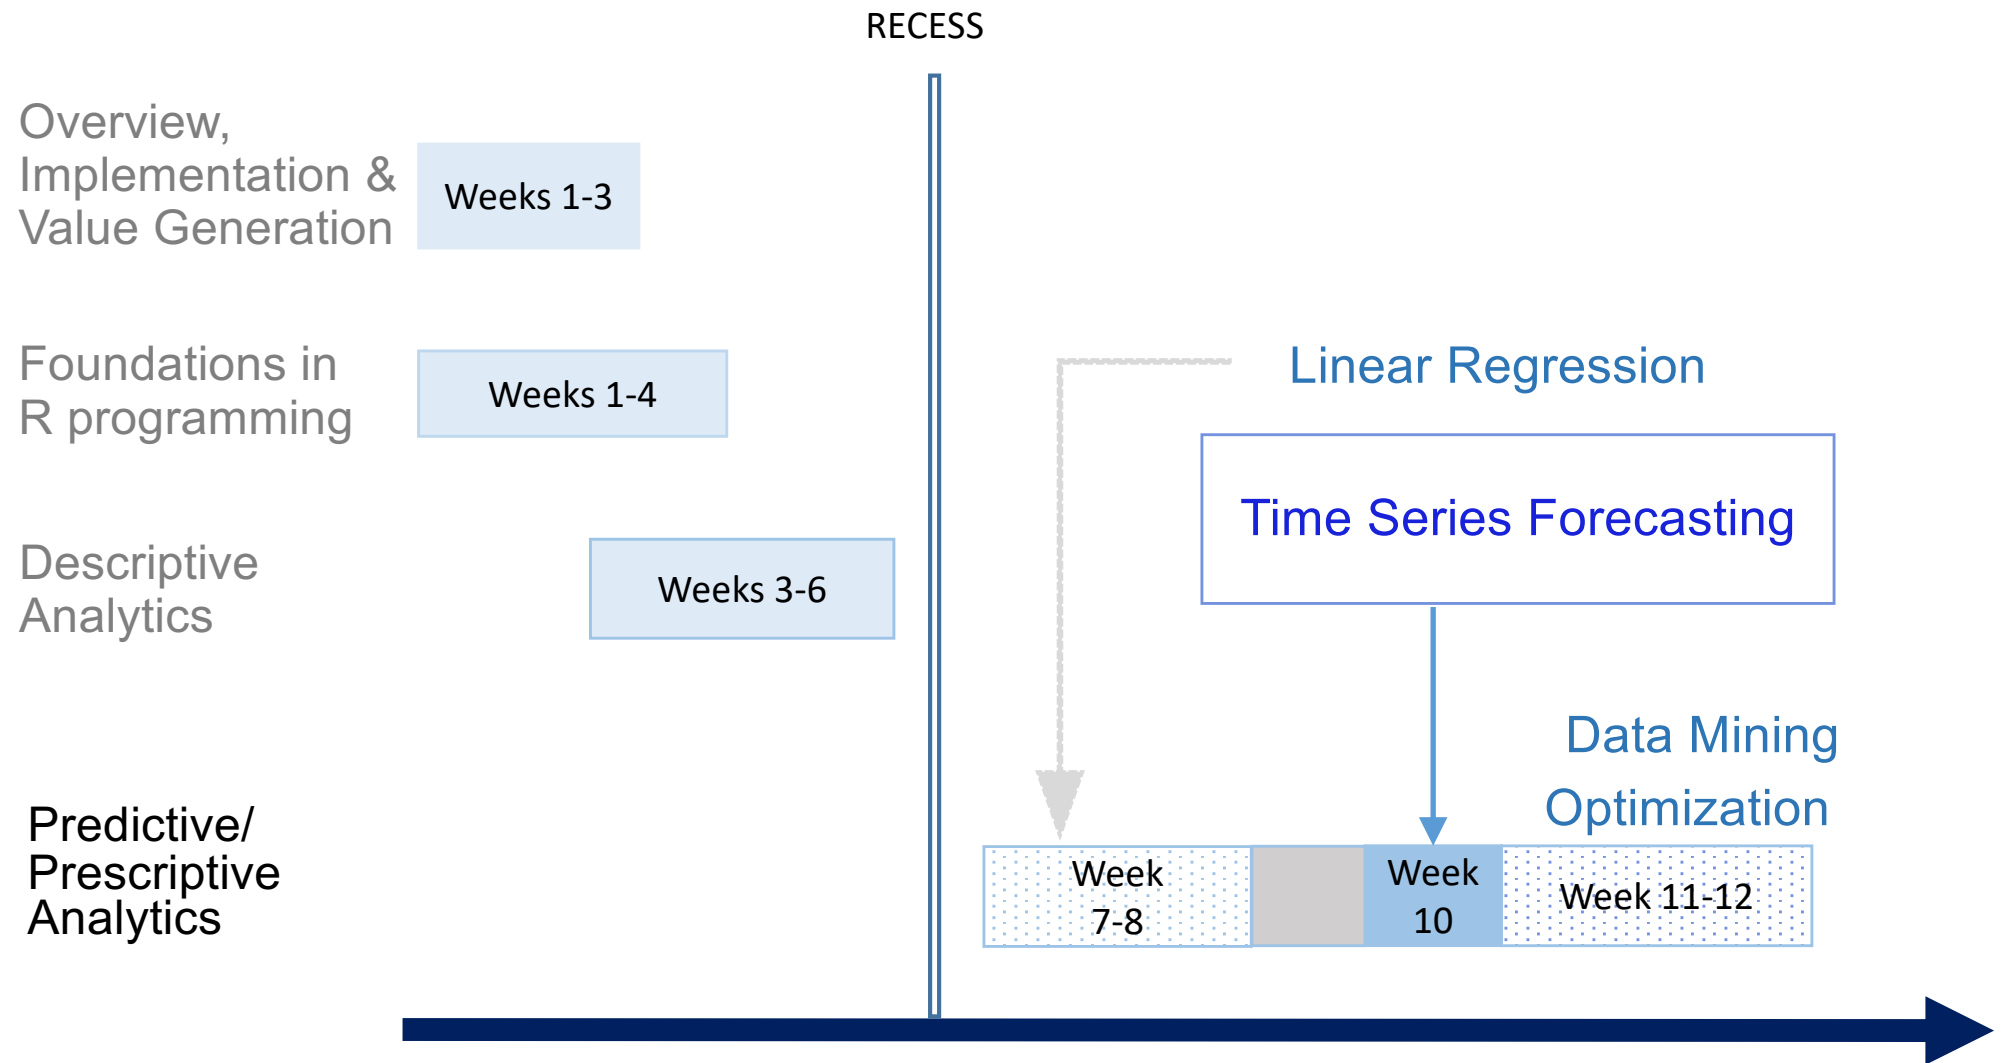 RECESS
Overview,
Implementation &
Value Generation
Weeks 1-3
Foundations in
R programming
Weeks 1-4
Linear Regression
Time Series Forecasting
Descriptive
Analytics
Weeks 3-6
Data Mining
Optimization
Predictive/
Prescriptive
Analytics
Week
7-8
Week
10
Week 11-12